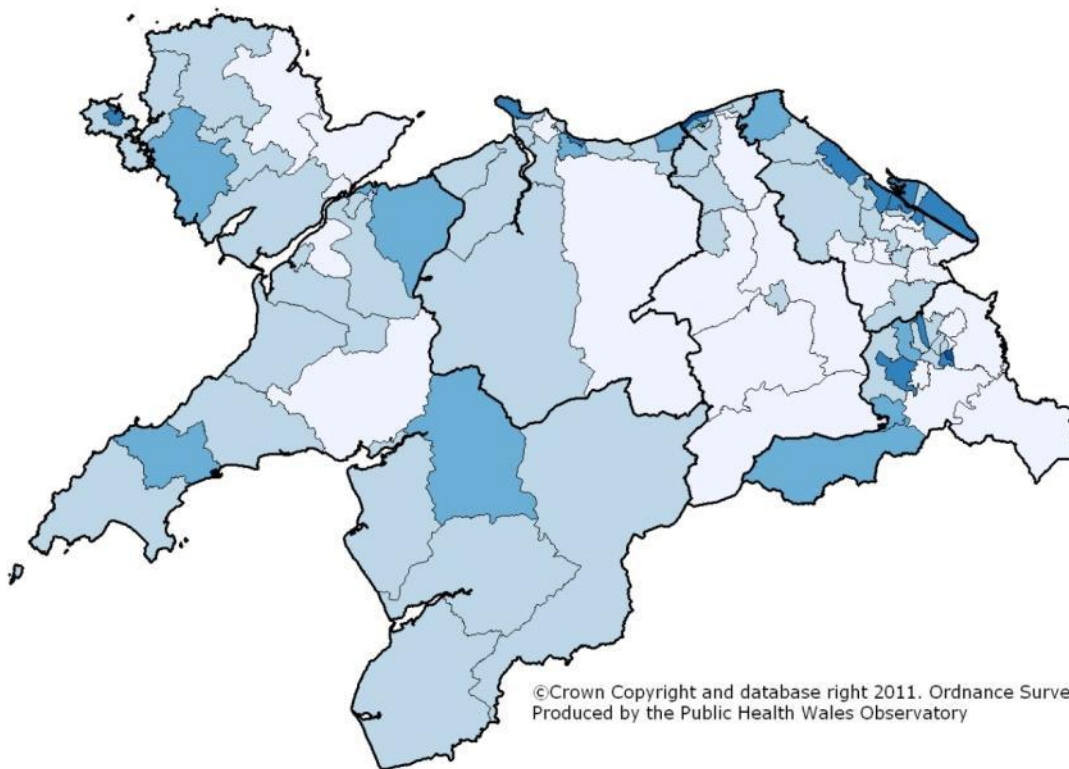 ©Crown Copyright and database right 2011. Ordnance Surve
Produced by the Public Health Wales Observatory